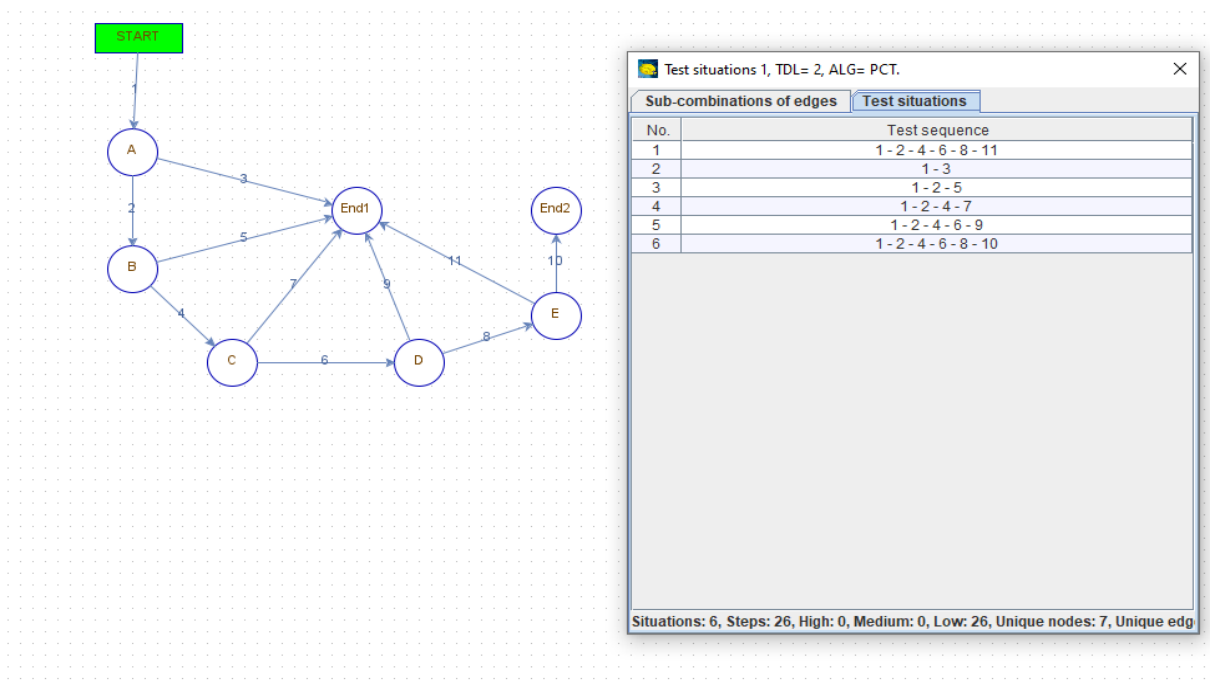 START
1
A
3
2
End1
End2
5
B
11
10
7
9
4
E
8
C
6
D
Test situations 1, TDL= 2, ALG= PCT.
Sub-combinations of edges Test situations
No. Test sequence
1 1 - 2 - 4 - 6 - 8 - 11
2 1 - 3
3 1 - 2 - 5
4 1 - 2 - 4 - 7
5 1 - 2 - 4 - 6 - 9
6 1 - 2 - 4 - 6 - 8 - 10
Situations: 6, Steps: 26, High: 0, Medium: 0, Low: 26, Unique nodes: 7, Unique edg